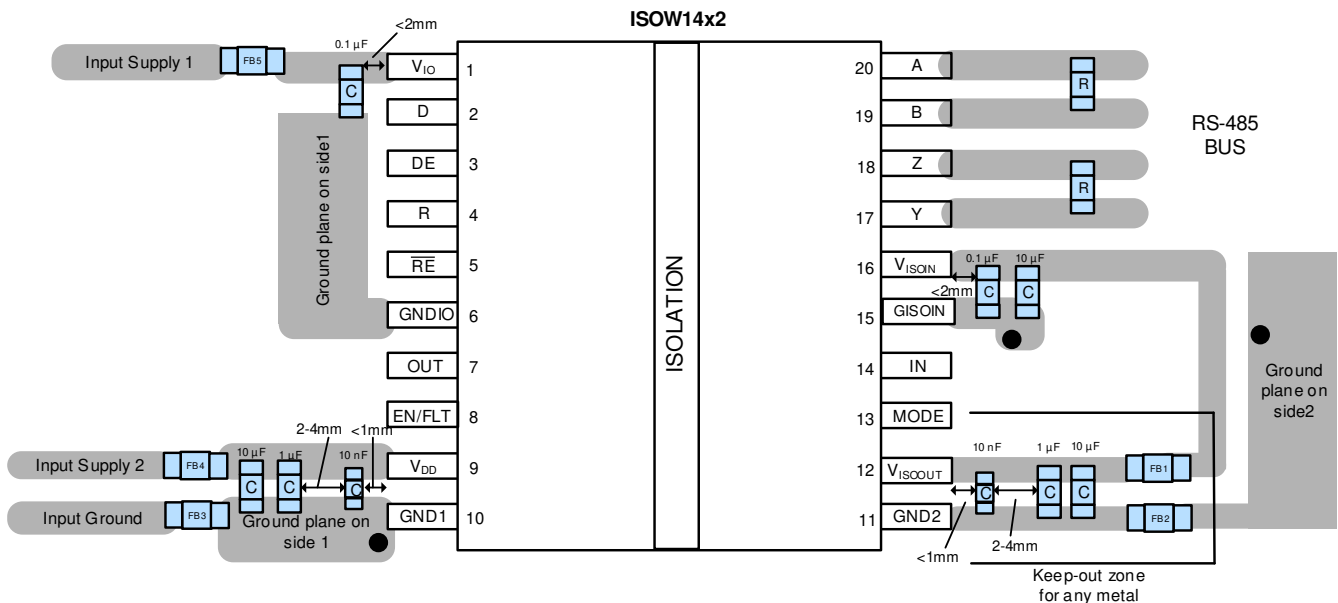 ISOW14x2
<2mm
0.1 µF
Input Supply 1
FB5
C
VIO
1
D
2
DE
3
R
4
RE
5
GNDIO
6
OUT
7
EN/FLT
8
VDD
9
GND1
10
Ground plane on side1
2-4mm
<1mm
10 µF
1 µF
10 nF
Input Supply 2
FB4
C
C
C
Input Ground
FB3
Ground plane on
side 1
ISOLATION
20
A
19
B
18
Z
17
Y
16
VISOIN
15
GISOIN
14
IN
13
MODE
12
VISOOUT
11
GND2
R
R
RS-485
BUS
0.1 µF
10 µF
<2mm
C
C
Ground
plane on
side2
10 nF
1 µF
10 µF
C
C
C
FB1
FB2
<1mm
2-4mm
Keep-out zone
for any metal